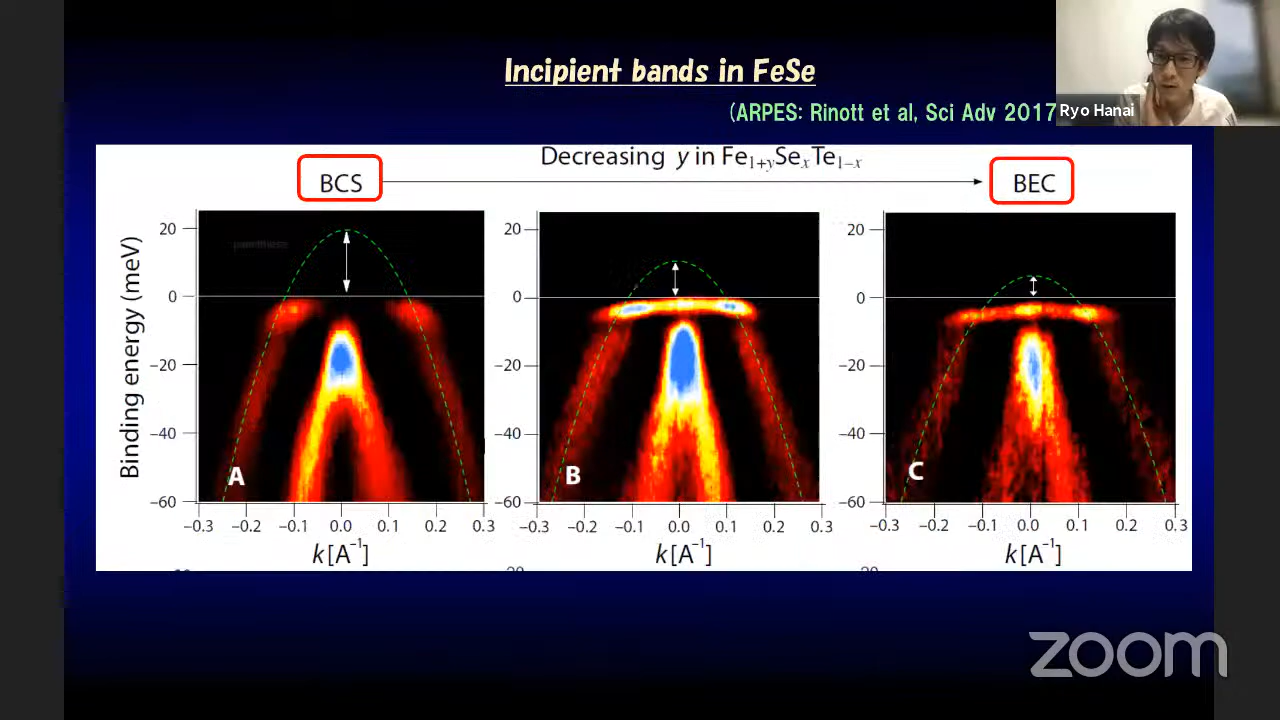 Incipient bands in FeSe
(ARPES: Rinott et al, Sci Adv 2017
Ryo Hanai
Decreasing y in Fe1+ySexTe1−x
BCS
BEC
Binding energy (meV)
20
0
−20
−40
−60
A
−0.3 −0.2 −0.1 0.0 0.1 0.2 0.3
k [A−1]
20
0
−20
−40
−60
B
−0.3 −0.2 −0.1 0.0 0.1 0.2 0.3
k [A−1]
20
0
−20
−40
−60
C
−0.3 −0.2 −0.1 0.0 0.1 0.2 0.3
k [A−1]
zoom